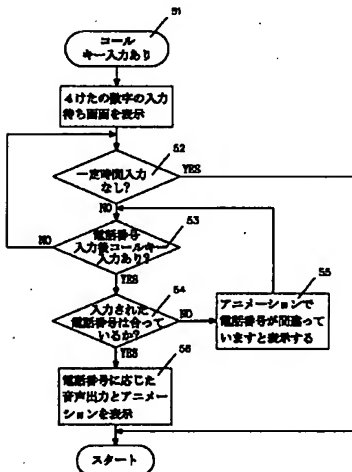 51
コール
キー入力あり
4けたの数字の入力
待ち画面を表示
52
一定時間入力
なし?
YES
NO
53
電話番号
入力後コールキー
入力あり?
NO
YES
54
入力された
電話番号は合って
いるか?
NO
YES
55
アニメーションで
電話番号が間違ってい
ますと表示する
56
電話番号に応じた
音声出力とアニメー
ションを表示
スタート